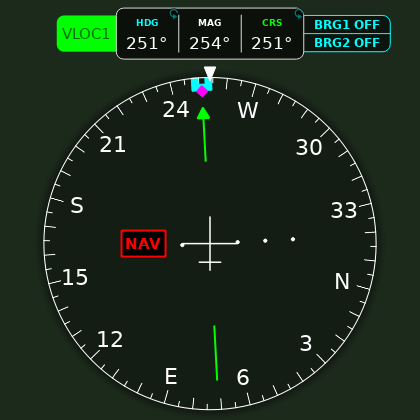 VLOC1
HDG MAG CRS
251° 254° 251°
BRG1 OFF
BRG2 OFF
24 W
21 30
S 33
NAV
15 N
12 3
E 6